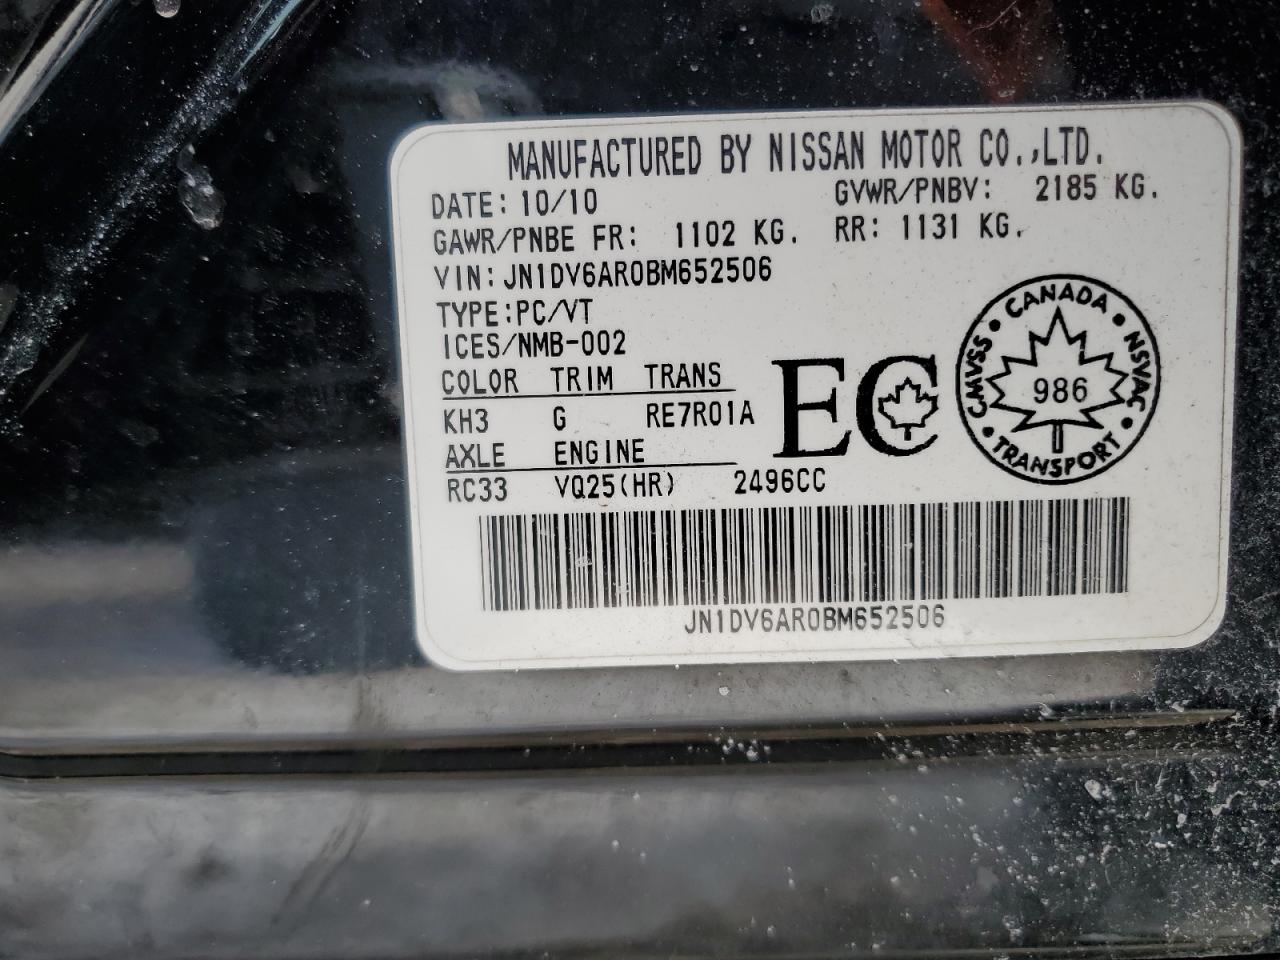 MANUFACTURED BY NISSAN MOTOR CO.,LTD.
DATE: 10/10 GVWR/PNBV: 2185 KG.
GAWR/PNBE FR: 1102 KG. RR: 1131 KG.
VIN: JN1DV6AR0BM652506
TYPE:PC/VT
ICES/NMB-002
COLOR TRIM TRANS
KH3 G RE7R01A
AXLE ENGINE
RC33 VQ25(HR) 2496CC
EC
CANADA • NSVAC • TRANSPORT • CMVSS •
986
JN1DV6AR0BM652506